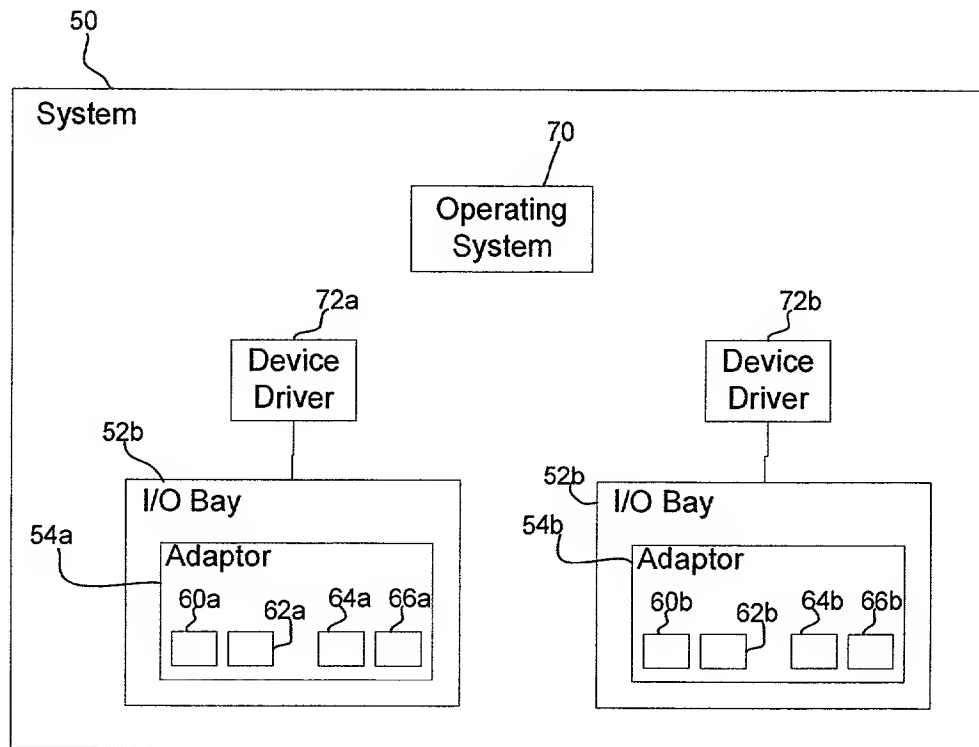 50
System
70
Operating
System
72a
72b
Device
Driver
Device
Driver
52b
52b
I/O Bay
I/O Bay
54a
54b
Adaptor
Adaptor
60a
62a
64a
66a
60b
62b
64b
66b